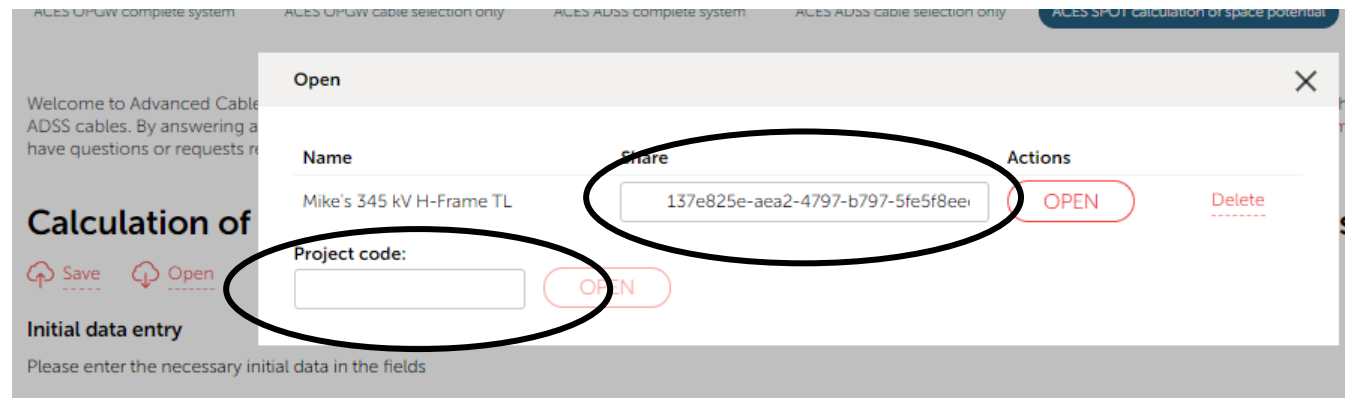 ACES OPGW complete system ACES OPGW cable selection only ACES ADSS complete system ACES ADSS cable selection only ACES SPOT calculation of space potential
Open
Welcome to Advanced Cable
ADSS cables. By answering a
have questions or requests re
Name Share Actions
Mike's 345 kV H-Frame TL 137e825e-aea2-4797-b797-5fe5f8ee OPEN Delete
Calculation of
Project code:
Save Open OPEN
Initial data entry
Please enter the necessary initial data in the fields